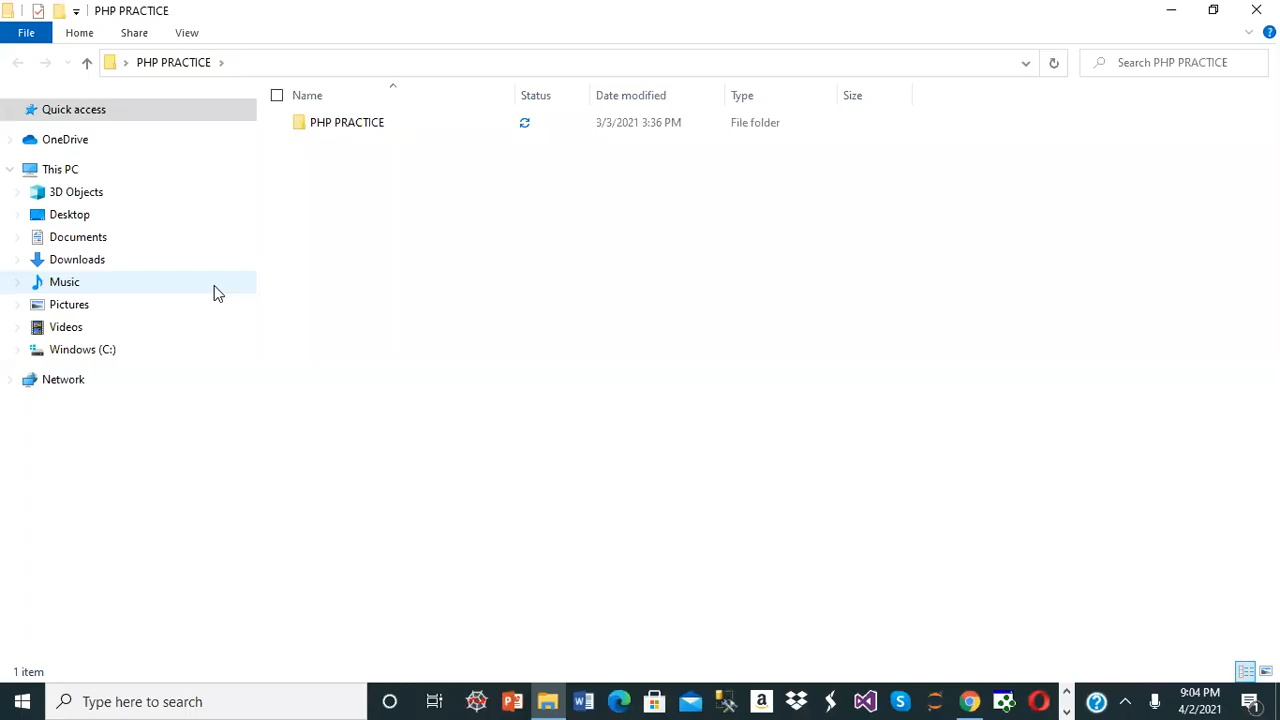 PHP PRACTICE
File Home Share View
PHP PRACTICE Search PHP PRACTICE
Name Status Date modified Type Size
PHP PRACTICE 3/3/2021 3:36 PM File folder
Quick access
OneDrive
This PC
3D Objects
Desktop
Documents
Downloads
Music
Pictures
Videos
Windows (C:)
Network
1 item
Type here to search
9:04 PM
4/2/2021